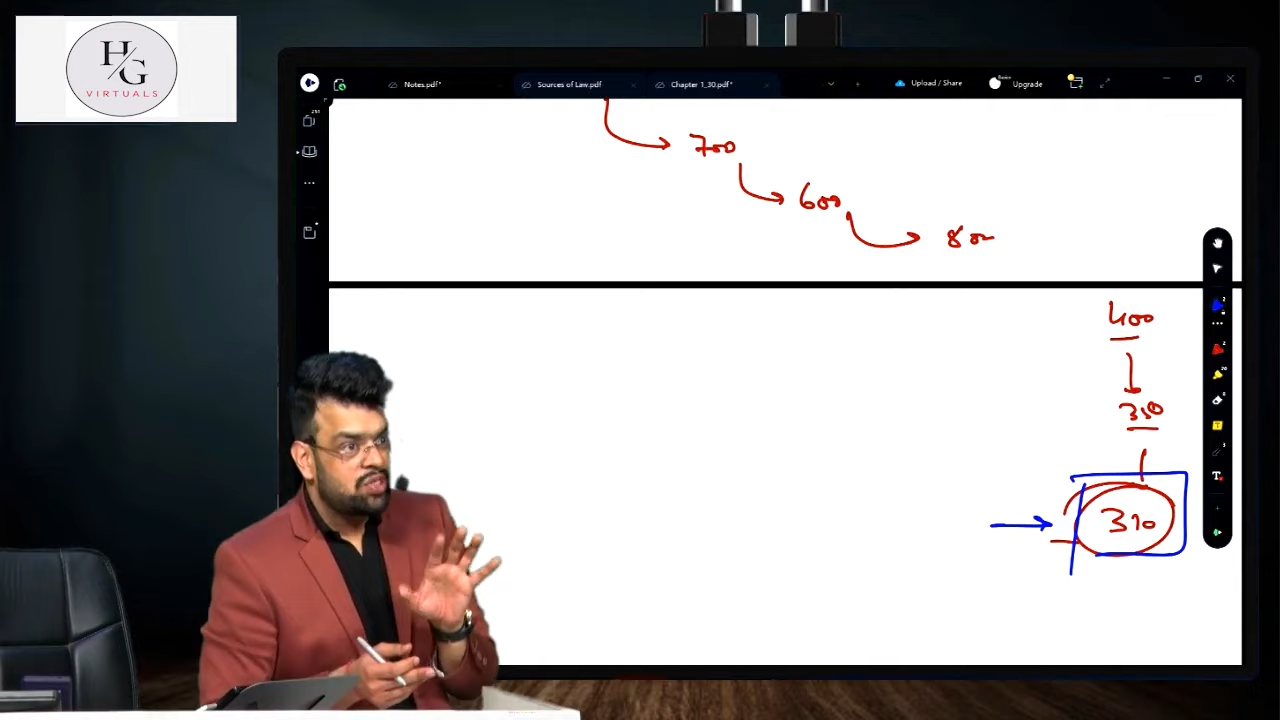 H/G
VIRTUALS
Notes.pdf*
Sources of Law.pdf
Chapter 1_30.pdf*
Upload / Share
Upgrade
700
600
800
400
350
310